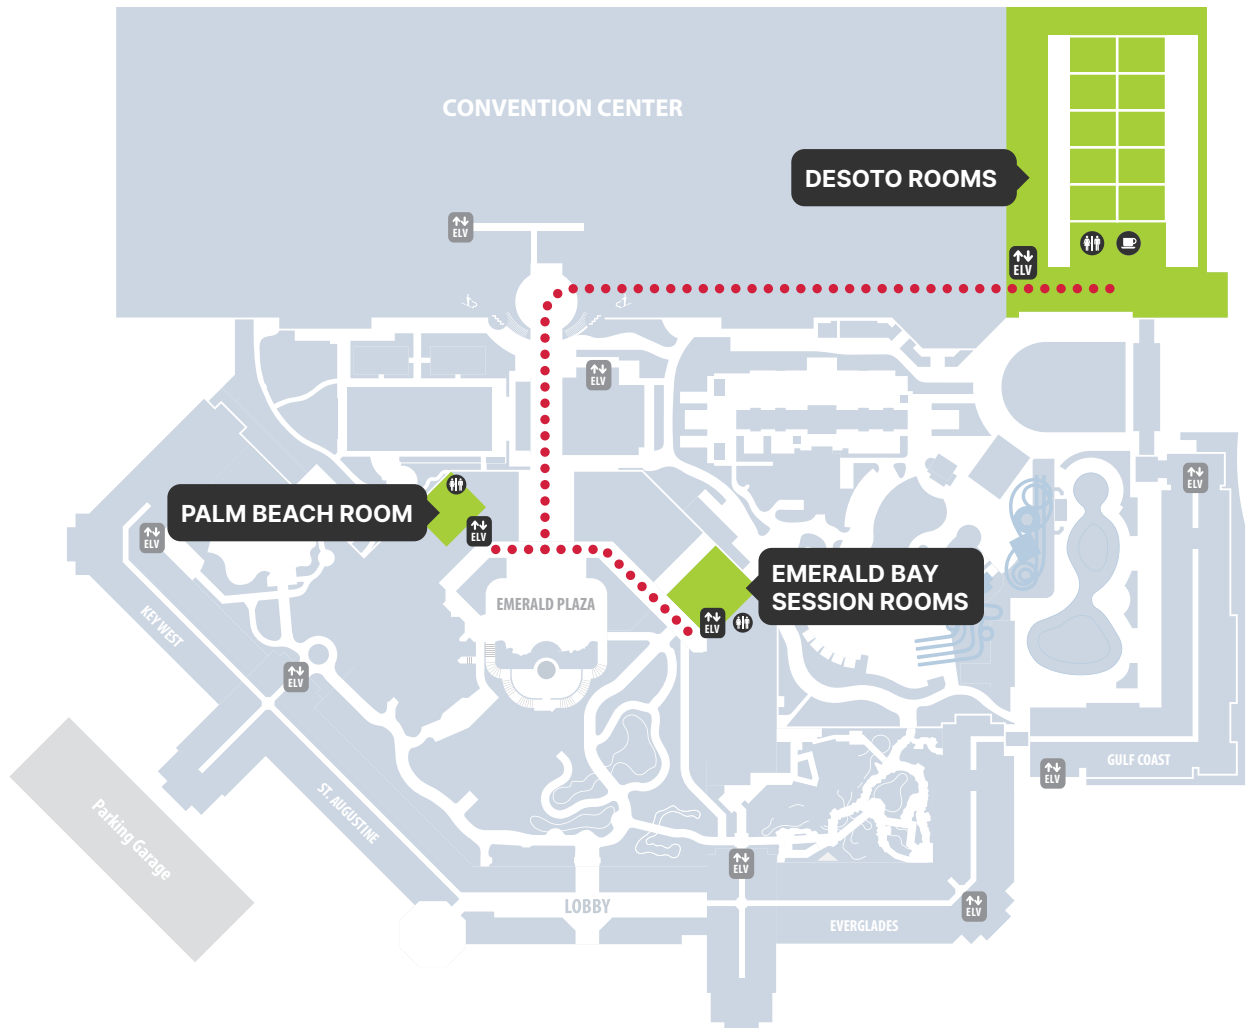 CONVENTION CENTER
DESOTO ROOMS
ELV
ELV
ELV
PALM BEACH ROOM
ELV
ELV
ELV
EMERALD BAY
SESSION ROOMS
EMERALD PLAZA
ELV
KEY WEST
ELV
GULF COAST
ELV
ST. AUGUSTINE
Parking Garage
ELV
LOBBY
ELV
EVERGLADES